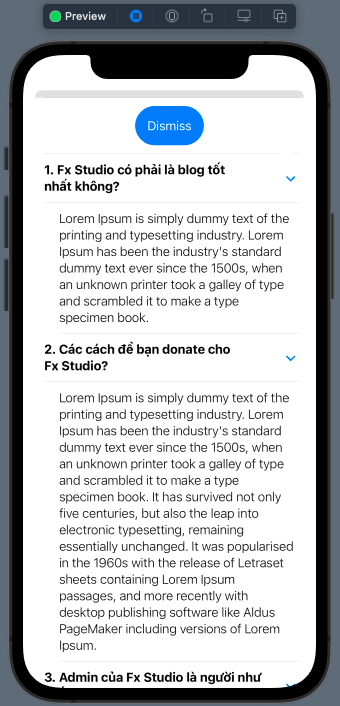 Preview
Dismiss
1. Fx Studio có phải là blog tốt
nhất không?
Lorem Ipsum is simply dummy text of the
printing and typesetting industry. Lorem
Ipsum has been the industry's standard
dummy text ever since the 1500s, when
an unknown printer took a galley of type
and scrambled it to make a type
specimen book.
2. Các cách để bạn donate cho
Fx Studio?
Lorem Ipsum is simply dummy text of the
printing and typesetting industry. Lorem
Ipsum has been the industry's standard
dummy text ever since the 1500s, when
an unknown printer took a galley of type
and scrambled it to make a type
specimen book. It has survived not only
five centuries, but also the leap into
electronic typesetting, remaining
essentially unchanged. It was popularised
in the 1960s with the release of Letraset
sheets containing Lorem Ipsum
passages, and more recently with
desktop publishing software like Aldus
PageMaker including versions of Lorem
Ipsum.
3. Admin của Fx Studio là người như